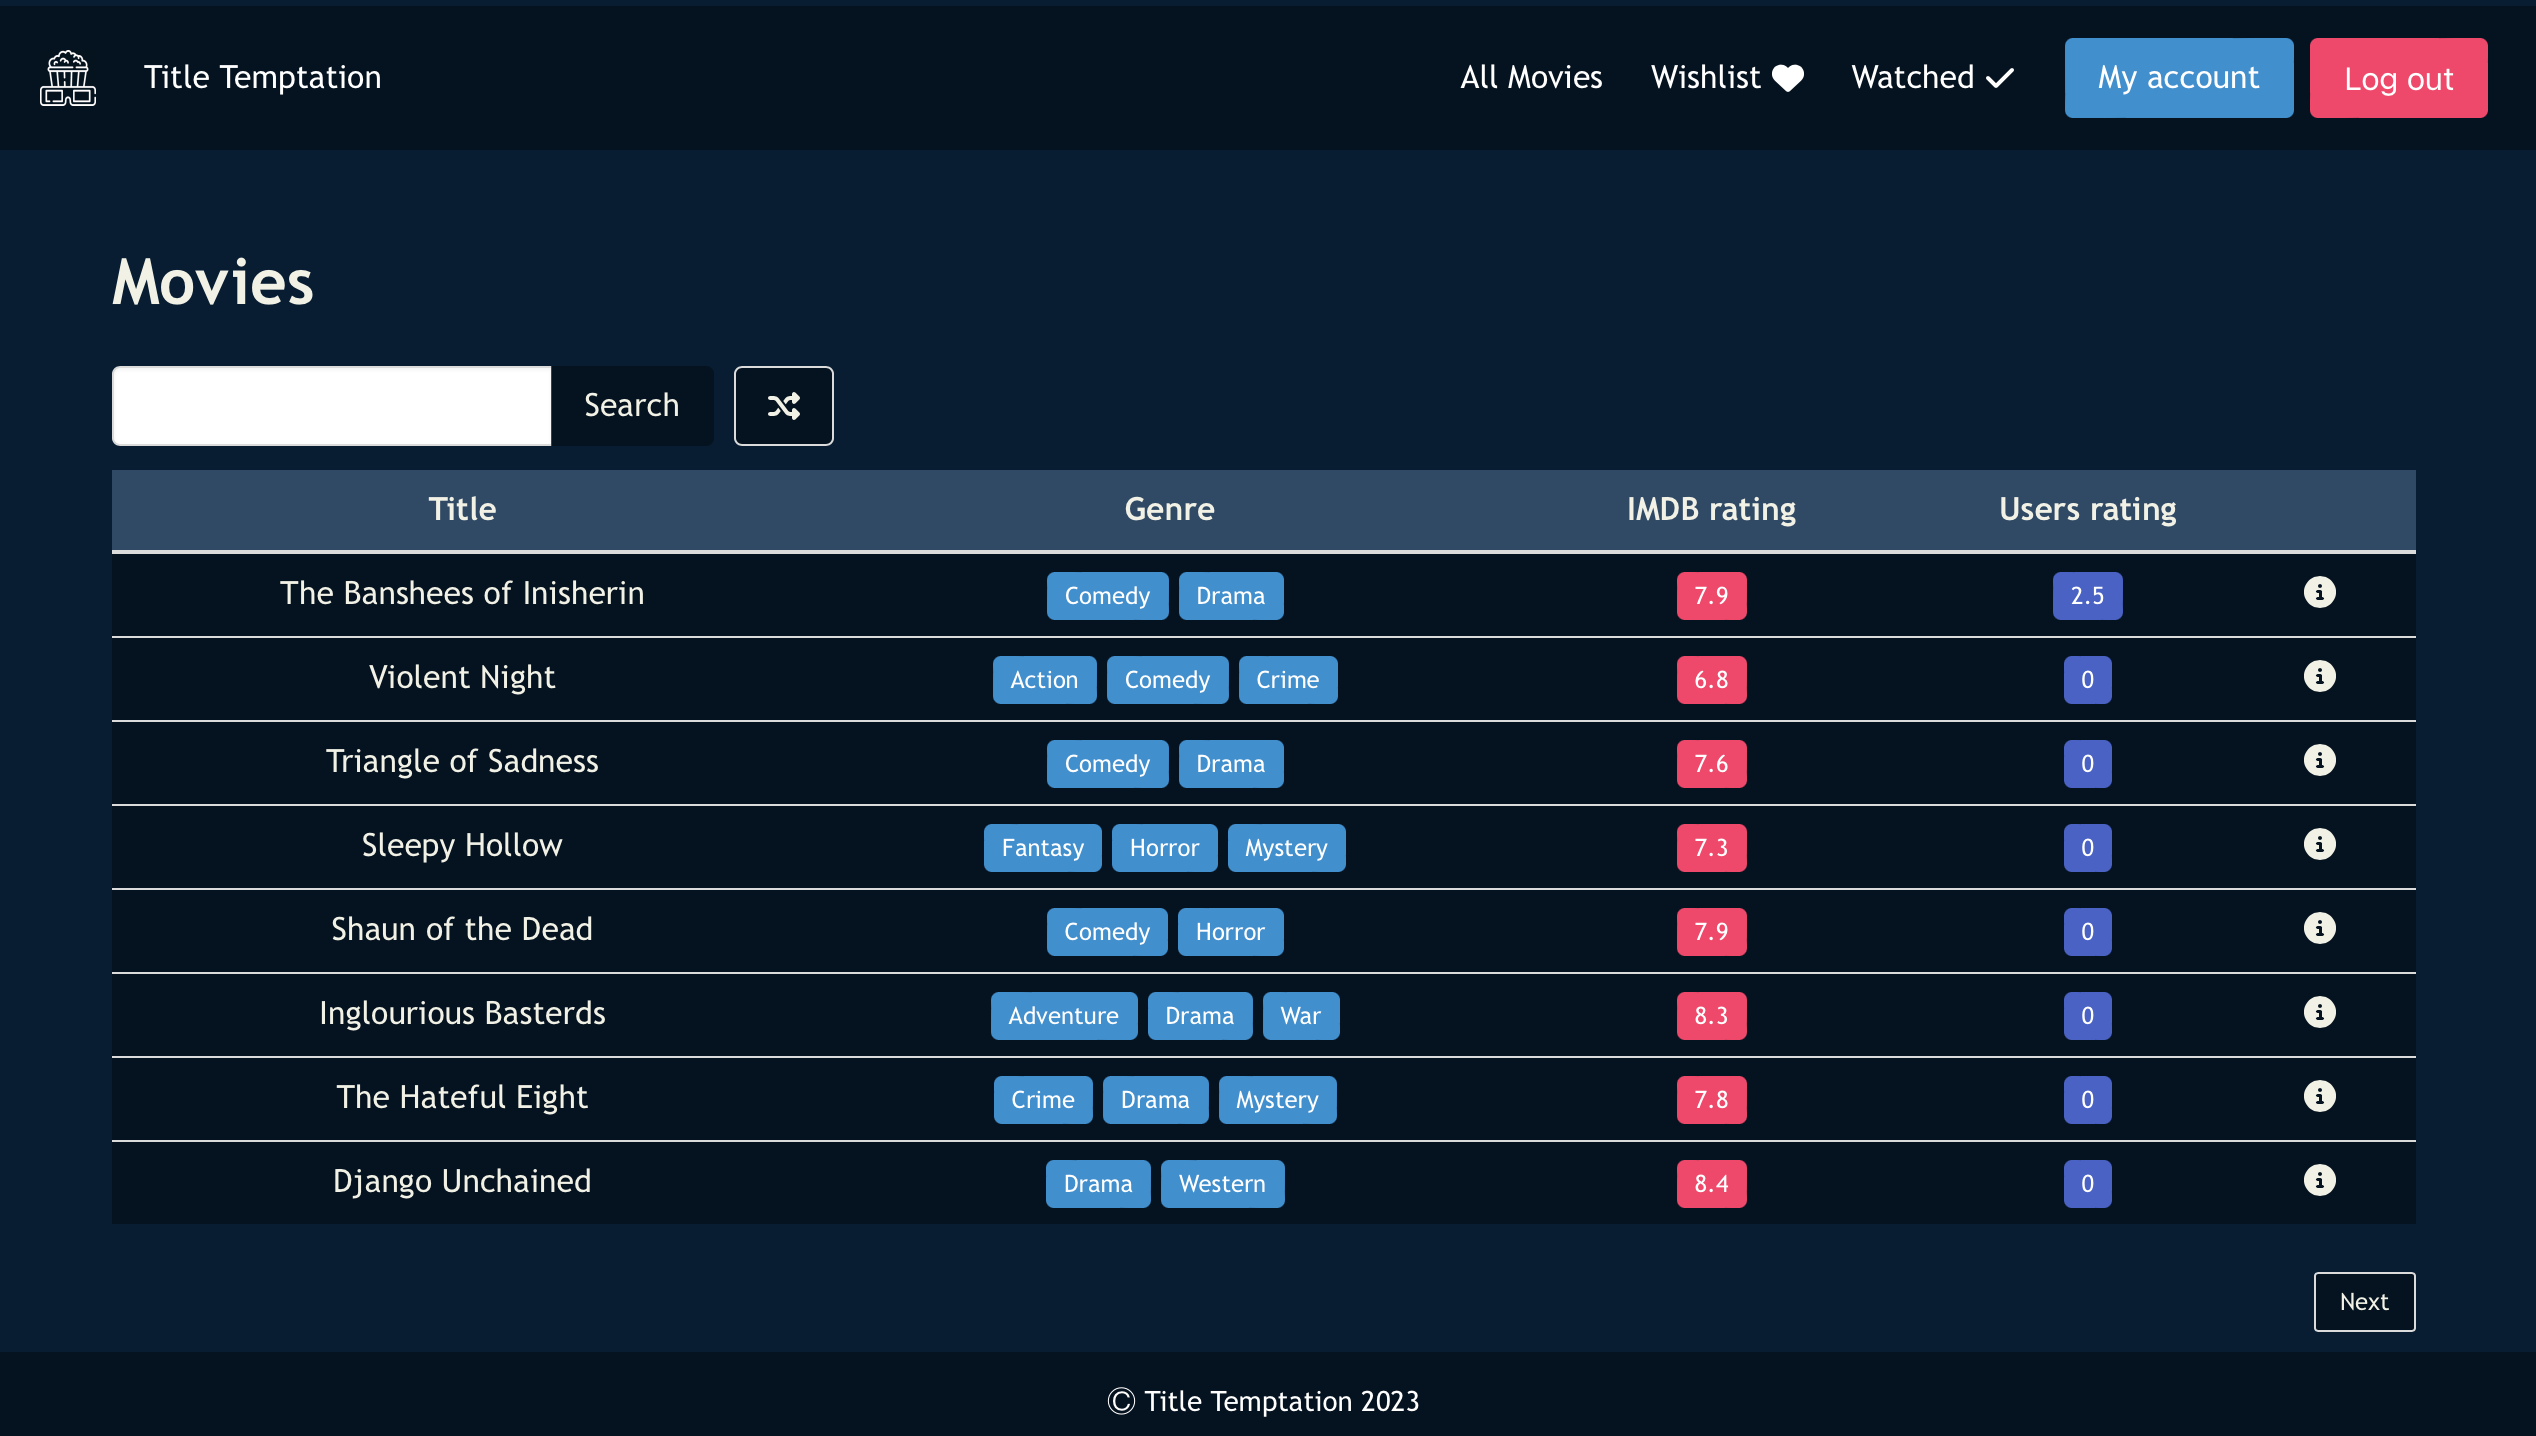 Title Temptation All Movies Wishlist Watched My account Log out
Movies
Search
Title Genre IMDB rating Users rating
The Banshees of Inisherin Comedy Drama 7.9 2.5
Violent Night Action Comedy Crime 6.8 0
Triangle of Sadness Comedy Drama 7.6 0
Sleepy Hollow Fantasy Horror Mystery 7.3 0
Shaun of the Dead Comedy Horror 7.9 0
Inglourious Basterds Adventure Drama War 8.3 0
The Hateful Eight Crime Drama Mystery 7.8 0
Django Unchained Drama Western 8.4 0
Next
© Title Temptation 2023